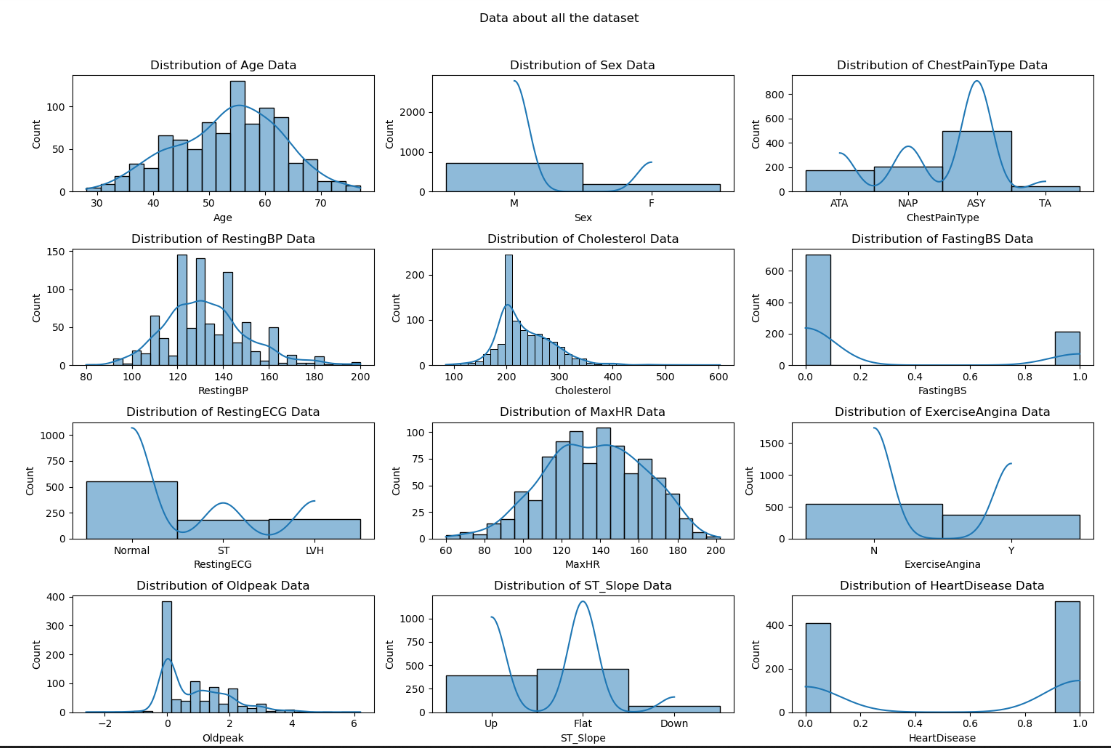 Data about all the dataset
Distribution of Age Data
Distribution of Sex Data
Distribution of ChestPainType Data
Count
100
50
0
30 40 50 60 70
Age
Count
2000
1000
0
M F
Sex
Count
800
600
400
200
0
ATA NAP ASY TA
ChestPainType
Distribution of RestingBP Data
Distribution of Cholesterol Data
Distribution of FastingBS Data
Count
150
100
50
0
80 100 120 140 160 180 200
RestingBP
Count
200
100
0
100 200 300 400 500 600
Cholesterol
Count
600
400
200
0
0.0 0.2 0.4 0.6 0.8 1.0
FastingBS
Distribution of RestingECG Data
Distribution of MaxHR Data
Distribution of ExerciseAngina Data
Count
1000
750
500
250
0
Normal ST LVH
RestingECG
Count
100
75
50
25
0
60 80 100 120 140 160 180 200
MaxHR
Count
1500
1000
500
0
N Y
ExerciseAngina
Distribution of Oldpeak Data
Distribution of ST_Slope Data
Distribution of HeartDisease Data
Count
400
300
200
100
0
−2 0 2 4 6
Oldpeak
Count
1000
750
500
250
0
Up Flat Down
ST_Slope
Count
400
200
0
0.0 0.2 0.4 0.6 0.8 1.0
HeartDisease